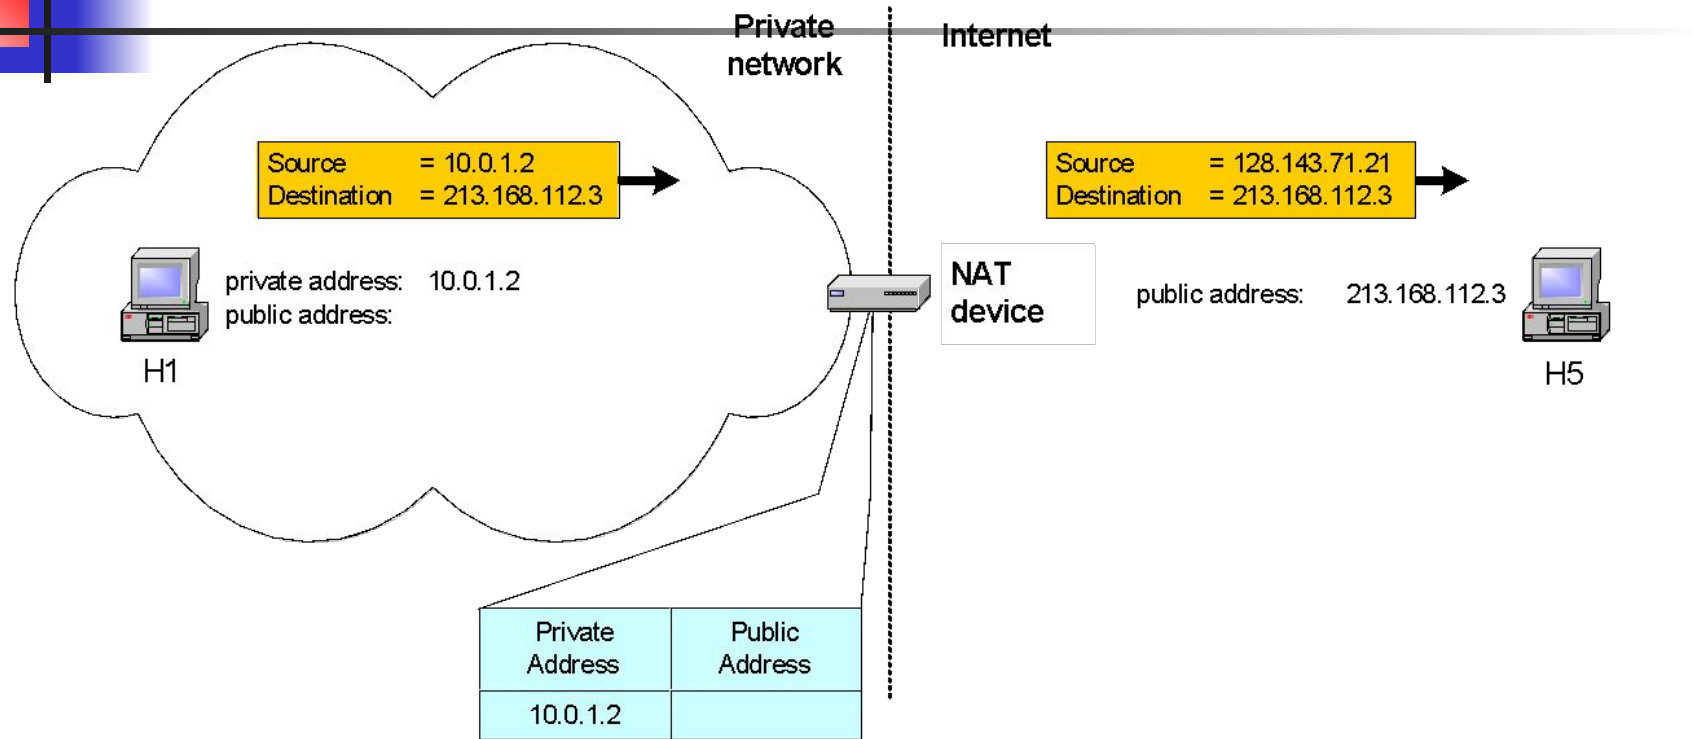 Private
network
Internet
Source = 10.0.1.2
Destination = 213.168.112.3
Source = 128.143.71.21
Destination = 213.168.112.3
private address: 10.0.1.2
public address:
H1
NAT
device
public address: 213.168.112.3
H5
Private
Address
Public
Address
10.0.1.2